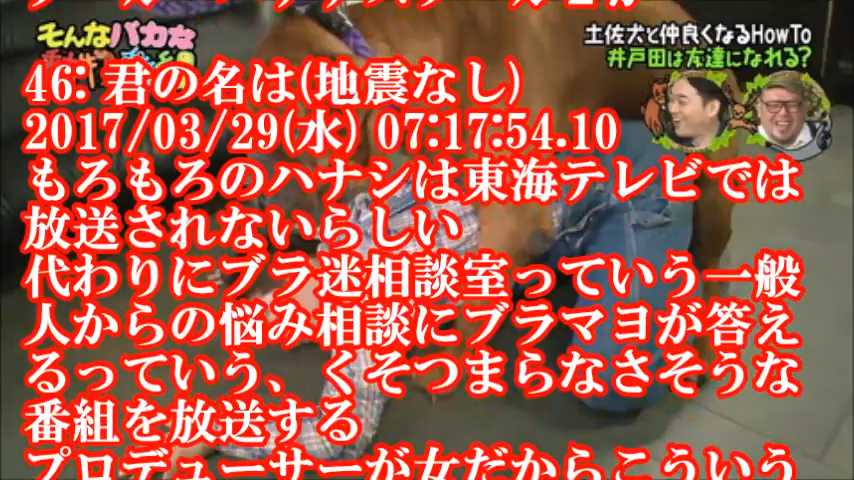 そんなバカな
土佐犬と仲良くなるHowTo
井戸田は友達になれる?
46: 君の名は(地震なし)
2017/03/29(水) 07:17:54.10
もろもろのハナシは東海テレビでは
放送されないらしい
代わりにブラ迷相談室っていう一般
人からの悩み相談にブラマヨが答え
るっていう、くそつまらなさそうな
番組を放送する
プロデューサーが女だからこういう